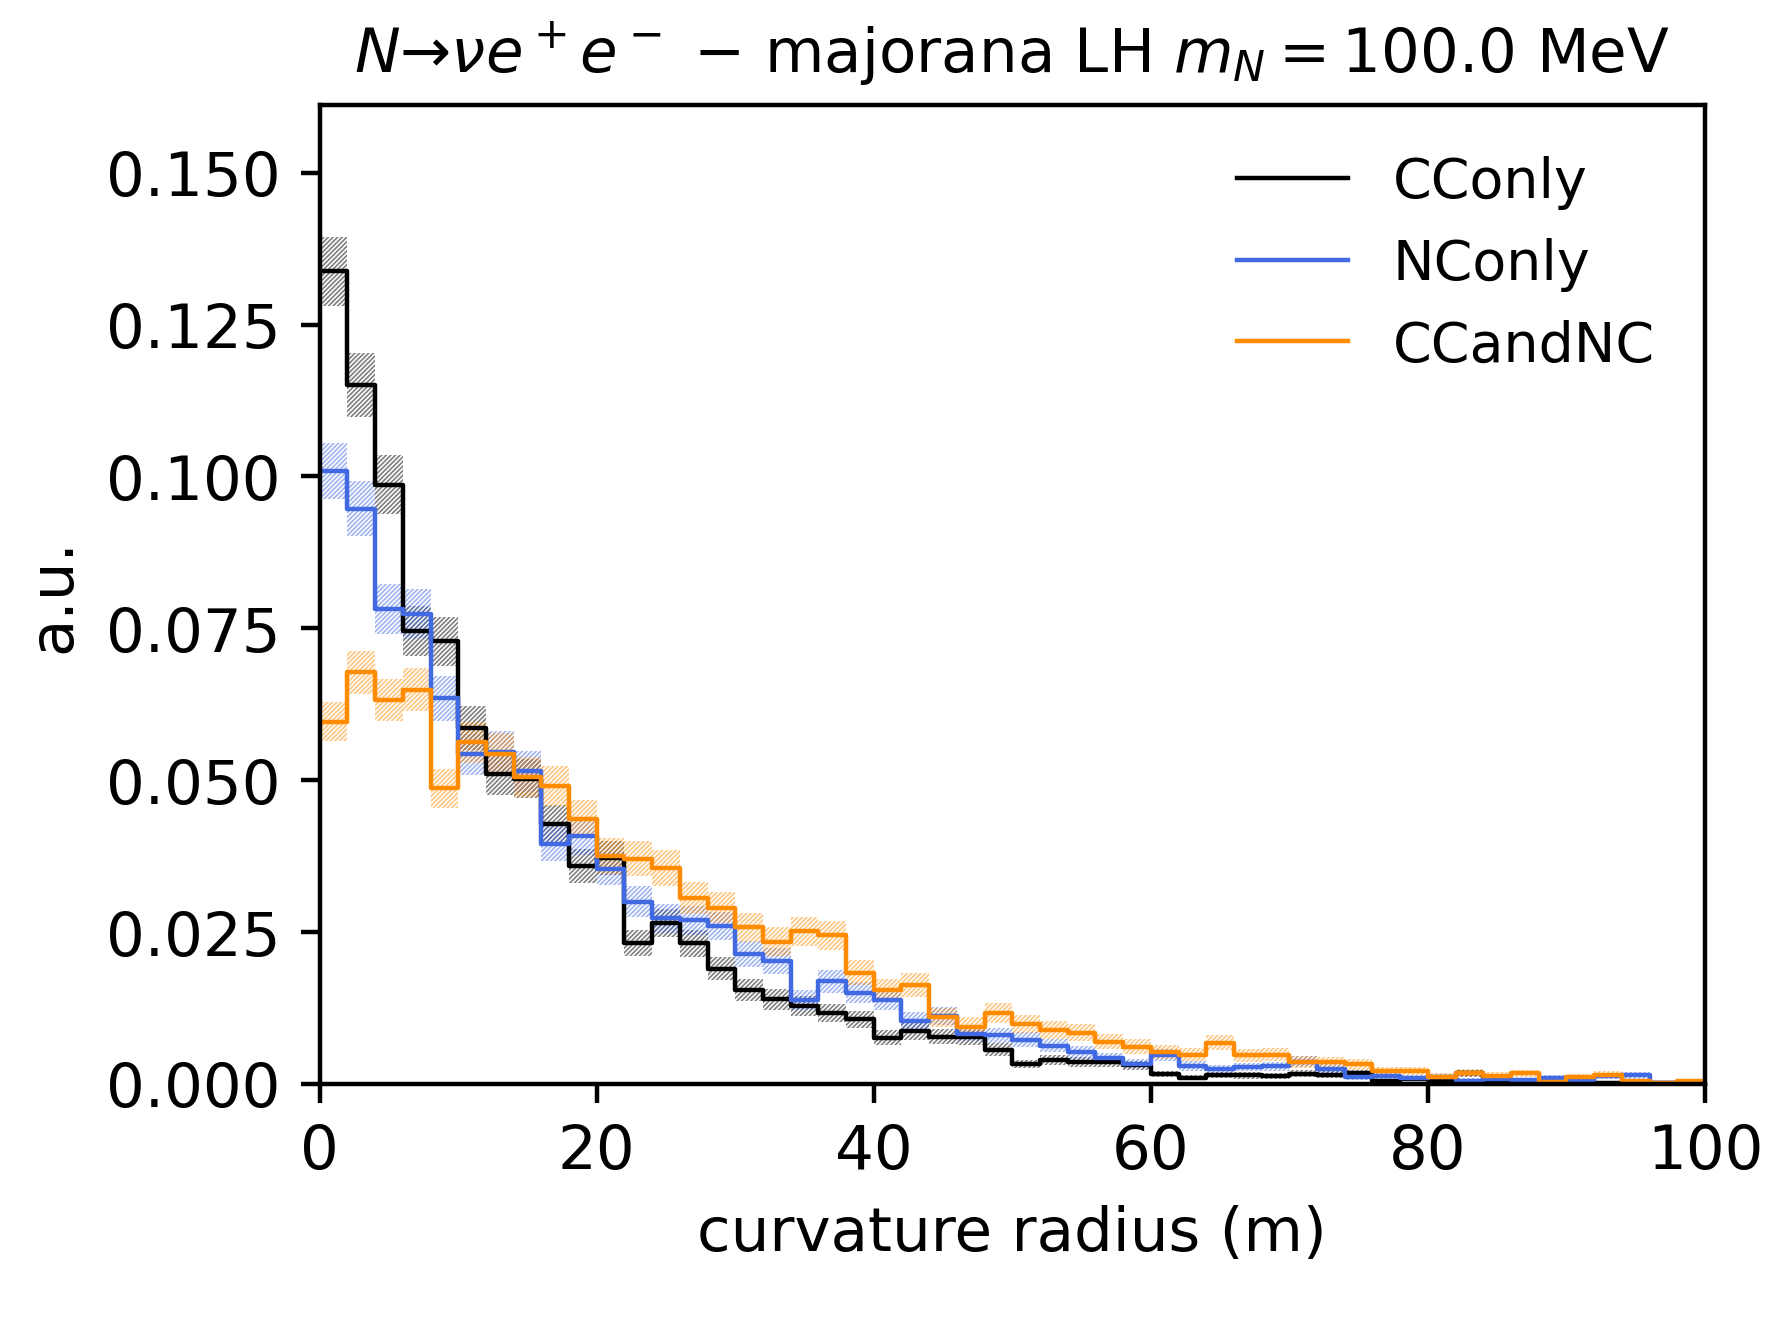 N→νe⁺e⁻ − majorana LH m_N = 100.0 MeV
0.150
0.125
0.100
0.075
0.050
0.025
0.000
a.u.
CConly
NConly
CCandNC
0 20 40 60 80 100
curvature radius (m)